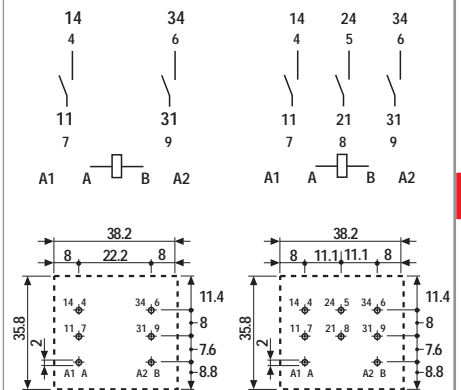 14 34 14 24 34
4 6 4 5 6
11 31 11 21 31
7 9 7 8 9
A1 A B A2 A1 A B A2
38.2 38.2
8 22.2 8 8 11.1 11.1 8
14 4 34 6 11.4 14 4 24 5 34 6 11.4
35.8 8 35.8 8
11 7 31 9 11 7 21 8 31 9
2 7.6 2 7.6
A1 A A2 B 8.8 A1 A A2 B 8.8